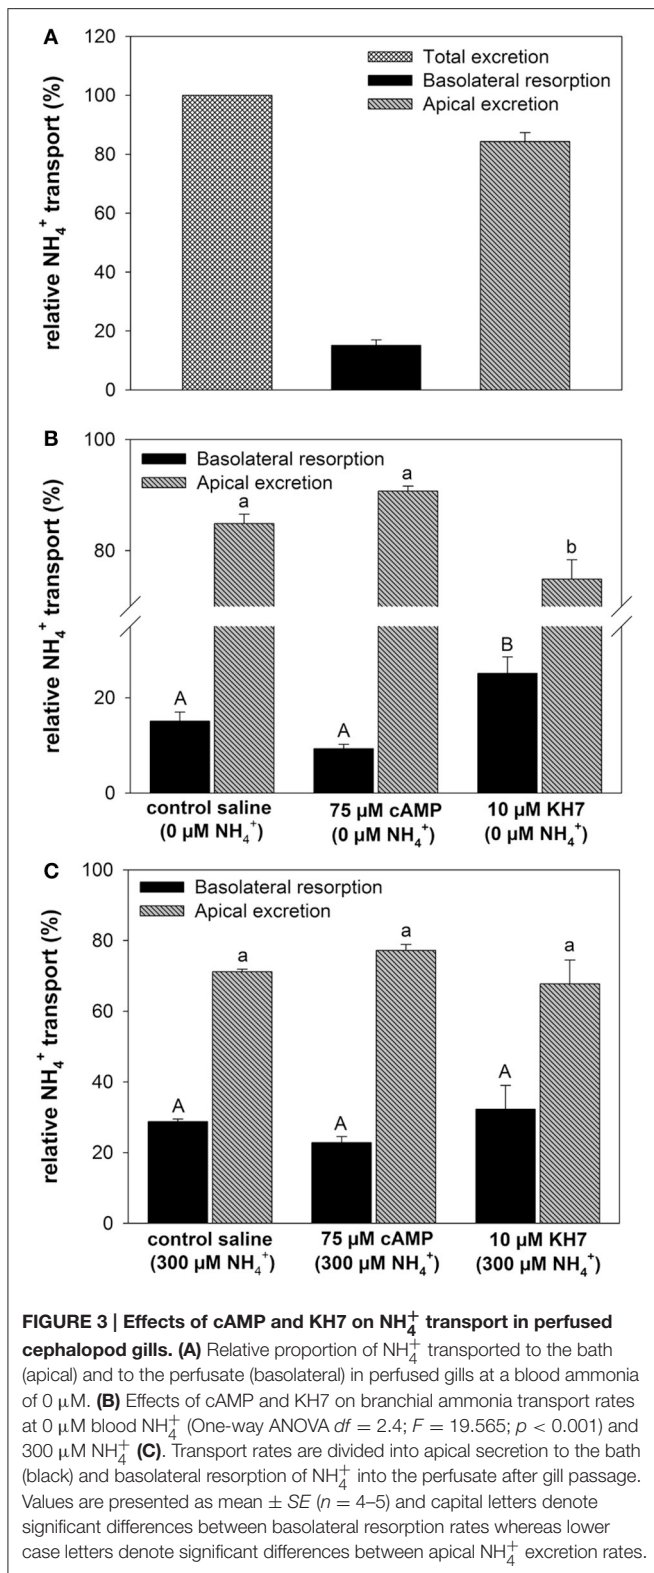 A
120
100
80
60
40
20
0
relative NH₄⁺ transport (%)
Total excretion
Basolateral resorption
Apical excretion
B
100
80
20
0
relative NH₄⁺ transport (%)
Basolateral resorption
Apical excretion
A a A a B b
control saline 75 µM cAMP 10 µM KH7
(0 µM NH₄⁺) (0 µM NH₄⁺) (0 µM NH₄⁺)
C
100
80
60
40
20
0
relative NH₄⁺ transport (%)
Basolateral resorption
Apical excretion
A a A a A a
control saline 75 µM cAMP 10 µM KH7
(300 µM NH₄⁺) (300 µM NH₄⁺) (300 µM NH₄⁺)
FIGURE 3 | Effects of cAMP and KH7 on NH₄⁺ transport in perfused
cephalopod gills. (A) Relative proportion of NH₄⁺ transported to the bath
(apical) and to the perfusate (basolateral) in perfused gills at a blood ammonia
of 0 µM. (B) Effects of cAMP and KH7 on branchial ammonia transport rates
at 0 µM blood NH₄⁺ (One-way ANOVA df = 2.4; F = 19.565; p < 0.001) and
300 µM NH₄⁺ (C). Transport rates are divided into apical secretion to the bath
(black) and basolateral resorption of NH₄⁺ into the perfusate after gill passage.
Values are presented as mean ± SE (n = 4–5) and capital letters denote
significant differences between basolateral resorption rates whereas lower
case letters denote significant differences between apical NH₄⁺ excretion rates.